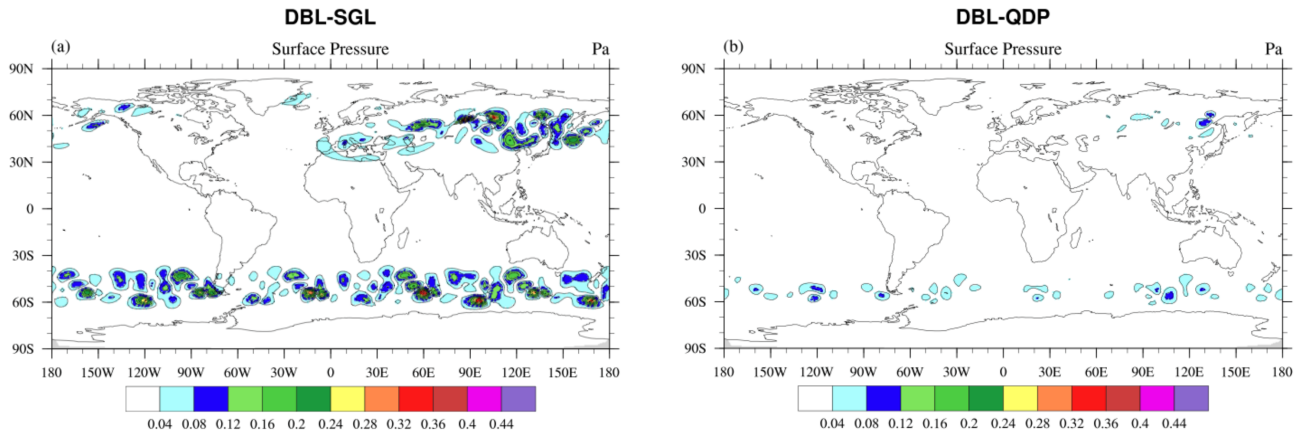 DBL-SGL
(a) Surface Pressure Pa
90N
60N
30N
0
30S
60S
90S
180 150W 120W 90W 60W 30W 0 30E 60E 90E 120E 150E 180
0.04 0.08 0.12 0.16 0.2 0.24 0.28 0.32 0.36 0.4 0.44
DBL-QDP
(b) Surface Pressure Pa
90N
60N
30N
0
30S
60S
90S
180 150W 120W 90W 60W 30W 0 30E 60E 90E 120E 150E 180
0.04 0.08 0.12 0.16 0.2 0.24 0.28 0.32 0.36 0.4 0.44